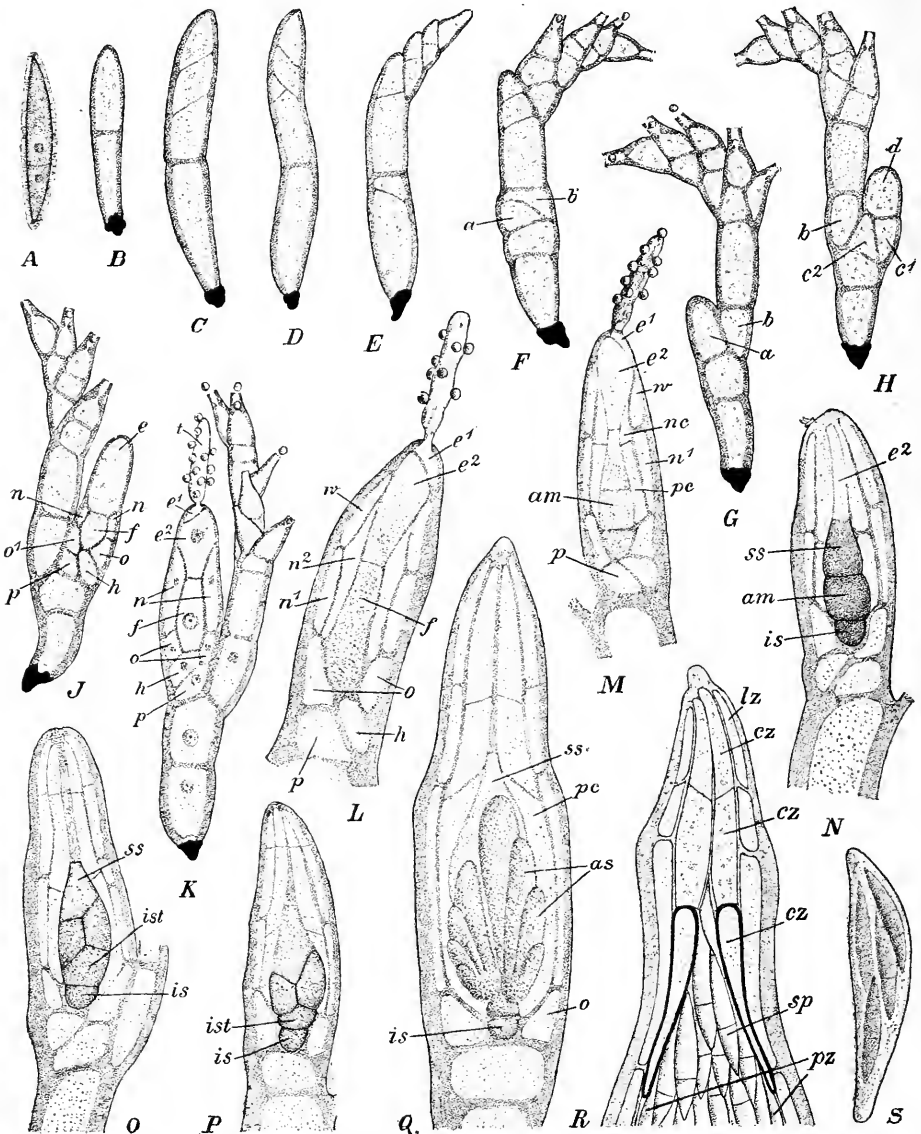 A
B
C
D
E
a
b
F
a
b
G
b
c²
c¹
d
H
n
o¹
p
e
n
f
o
h
J
t
e¹
e²
n
f
o
h
p
K
e¹
e²
w
n²
n¹
f
o
h
p
L
e¹
e²
w
nc
n¹
pc
am
p
M
e²
ss
am
is
N
ss
ist
is
O
ist
is
P
ss
pc
as
o
is
Q
lz
cz
cz
cz
sp
pz
R
S